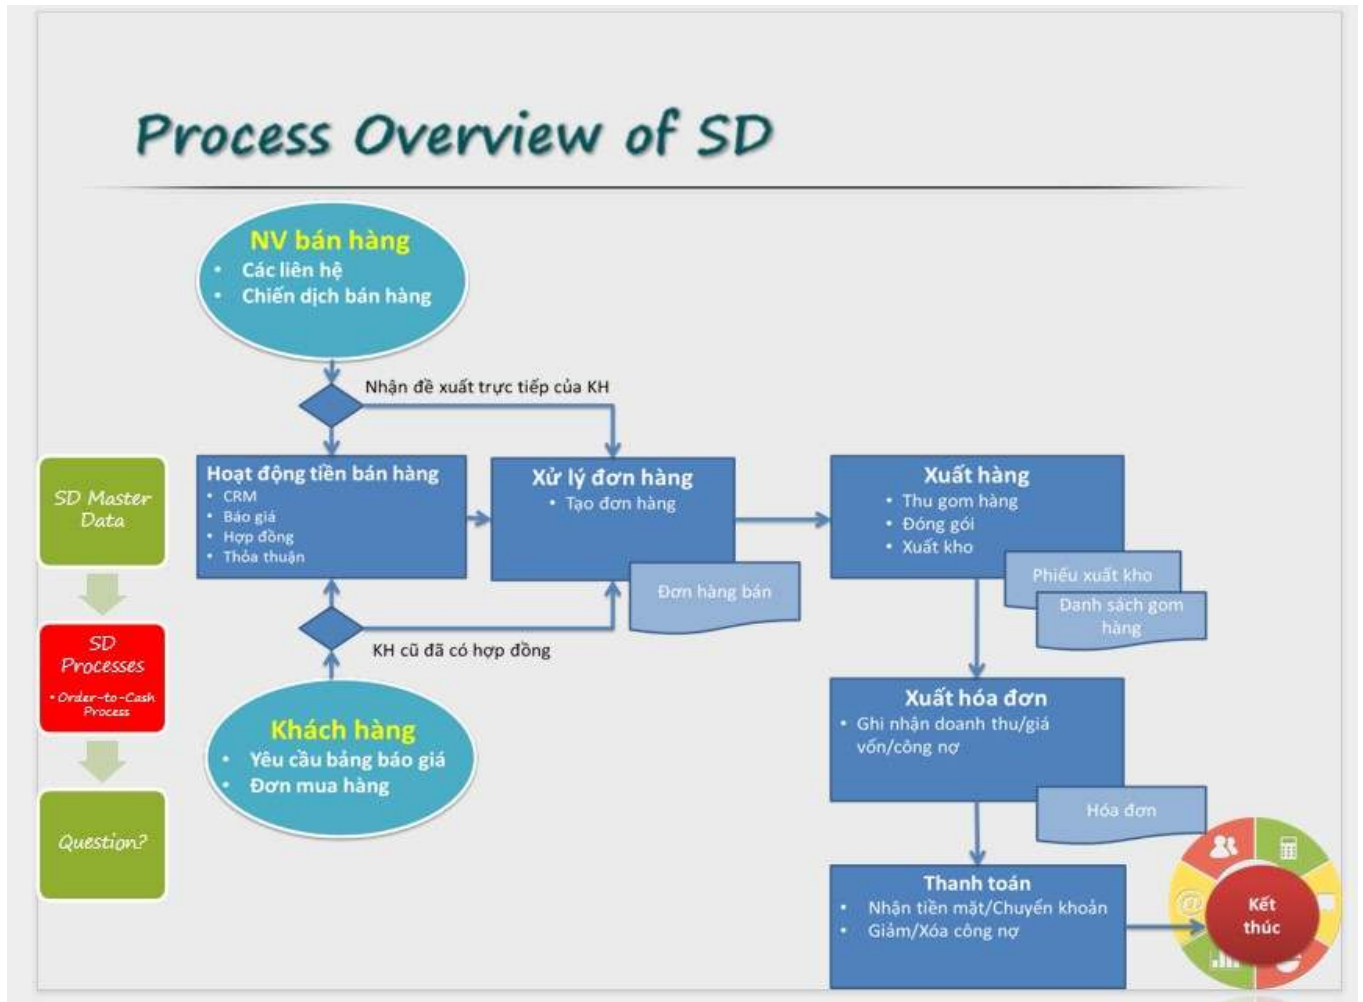 Process Overview of SD
NV bán hàng
• Các liên hệ
• Chiến dịch bán hàng
Nhận đề xuất trực tiếp của KH
SD Master
Data
SD
Processes
• Order-to-Cash
Process
Question?
Hoạt động tiền bán hàng
• CRM
• Báo giá
• Hợp đồng
• Thỏa thuận
Xử lý đơn hàng
• Tạo đơn hàng
Đơn hàng bán
KH cũ đã có hợp đồng
Khách hàng
• Yêu cầu bảng báo giá
• Đơn mua hàng
Xuất hàng
• Thu gom hàng
• Đóng gói
• Xuất kho
Phiếu xuất kho
Danh sách gom
hàng
Xuất hóa đơn
• Ghi nhận doanh thu/giá
vốn/công nợ
Hóa đơn
Thanh toán
• Nhận tiền mặt/Chuyển khoản
• Giảm/Xóa công nợ
Kết
thúc